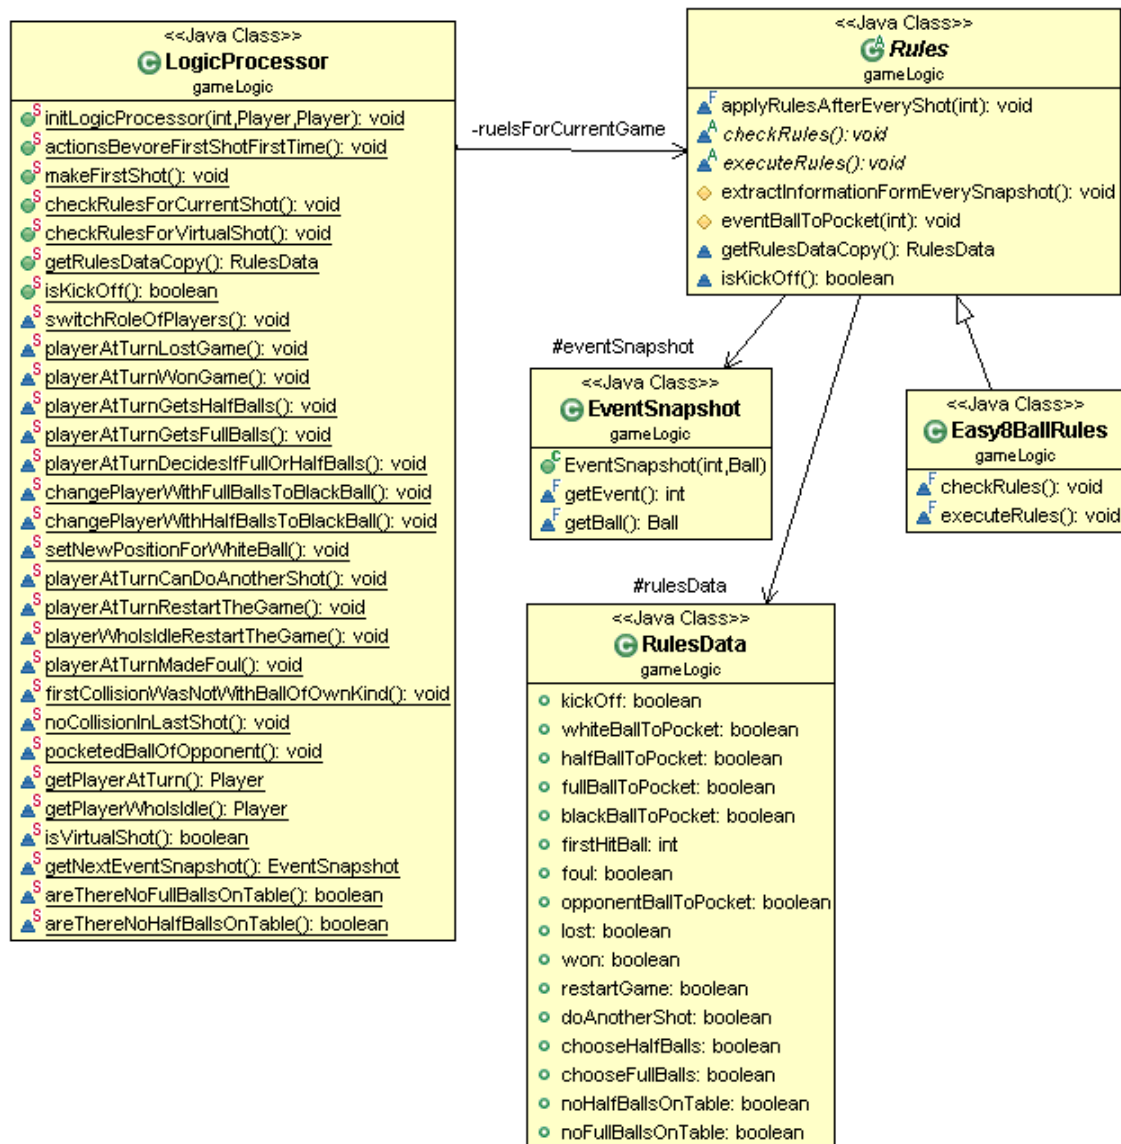 <<Java Class>>
LogicProcessor
gameLogic
initLogicProcessor(int,Player,Player): void
actionsBevoreFirstShotFirstTime(): void
makeFirstShot(): void
checkRulesForCurrentShot(): void
checkRulesForVirtualShot(): void
getRulesDataCopy(): RulesData
isKickOff(): boolean
switchRoleOfPlayers(): void
playerAtTurnLostGame(): void
playerAtTurnWonGame(): void
playerAtTurnGetsHalfBalls(): void
playerAtTurnGetsFullBalls(): void
playerAtTurnDecidesIfFullOrHalfBalls(): void
changePlayerWithFullBallsToBlackBall(): void
changePlayerWithHalfBallsToBlackBall(): void
setNewPositionForWhiteBall(): void
playerAtTurnCanDoAnotherShot(): void
playerAtTurnRestartTheGame(): void
playerWhoIsIdleRestartTheGame(): void
playerAtTurnMadeFoul(): void
firstCollisionWasNotWithBallOfOwnKind(): void
noCollisionInLastShot(): void
pocketedBallOfOpponent(): void
getPlayerAtTurn(): Player
getPlayerWhoIsIdle(): Player
isVirtualShot(): boolean
getNextEventSnapshot(): EventSnapshot
areThereNoFullBallsOnTable(): boolean
areThereNoHalfBallsOnTable(): boolean
-ruelsForCurrentGame
<<Java Class>>
Rules
gameLogic
applyRulesAfterEveryShot(int): void
checkRules(): void
executeRules(): void
extractInformationFormEverySnapshot(): void
eventBallToPocket(int): void
getRulesDataCopy(): RulesData
isKickOff(): boolean
#eventSnapshot
<<Java Class>>
EventSnapshot
gameLogic
EventSnapshot(int,Ball)
getEvent(): int
getBall(): Ball
<<Java Class>>
Easy8BallRules
gameLogic
checkRules(): void
executeRules(): void
#rulesData
<<Java Class>>
RulesData
gameLogic
kickOff: boolean
whiteBallToPocket: boolean
halfBallToPocket: boolean
fullBallToPocket: boolean
blackBallToPocket: boolean
firstHitBall: int
foul: boolean
opponentBallToPocket: boolean
lost: boolean
won: boolean
restartGame: boolean
doAnotherShot: boolean
chooseHalfBalls: boolean
chooseFullBalls: boolean
noHalfBallsOnTable: boolean
noFullBallsOnTable: boolean